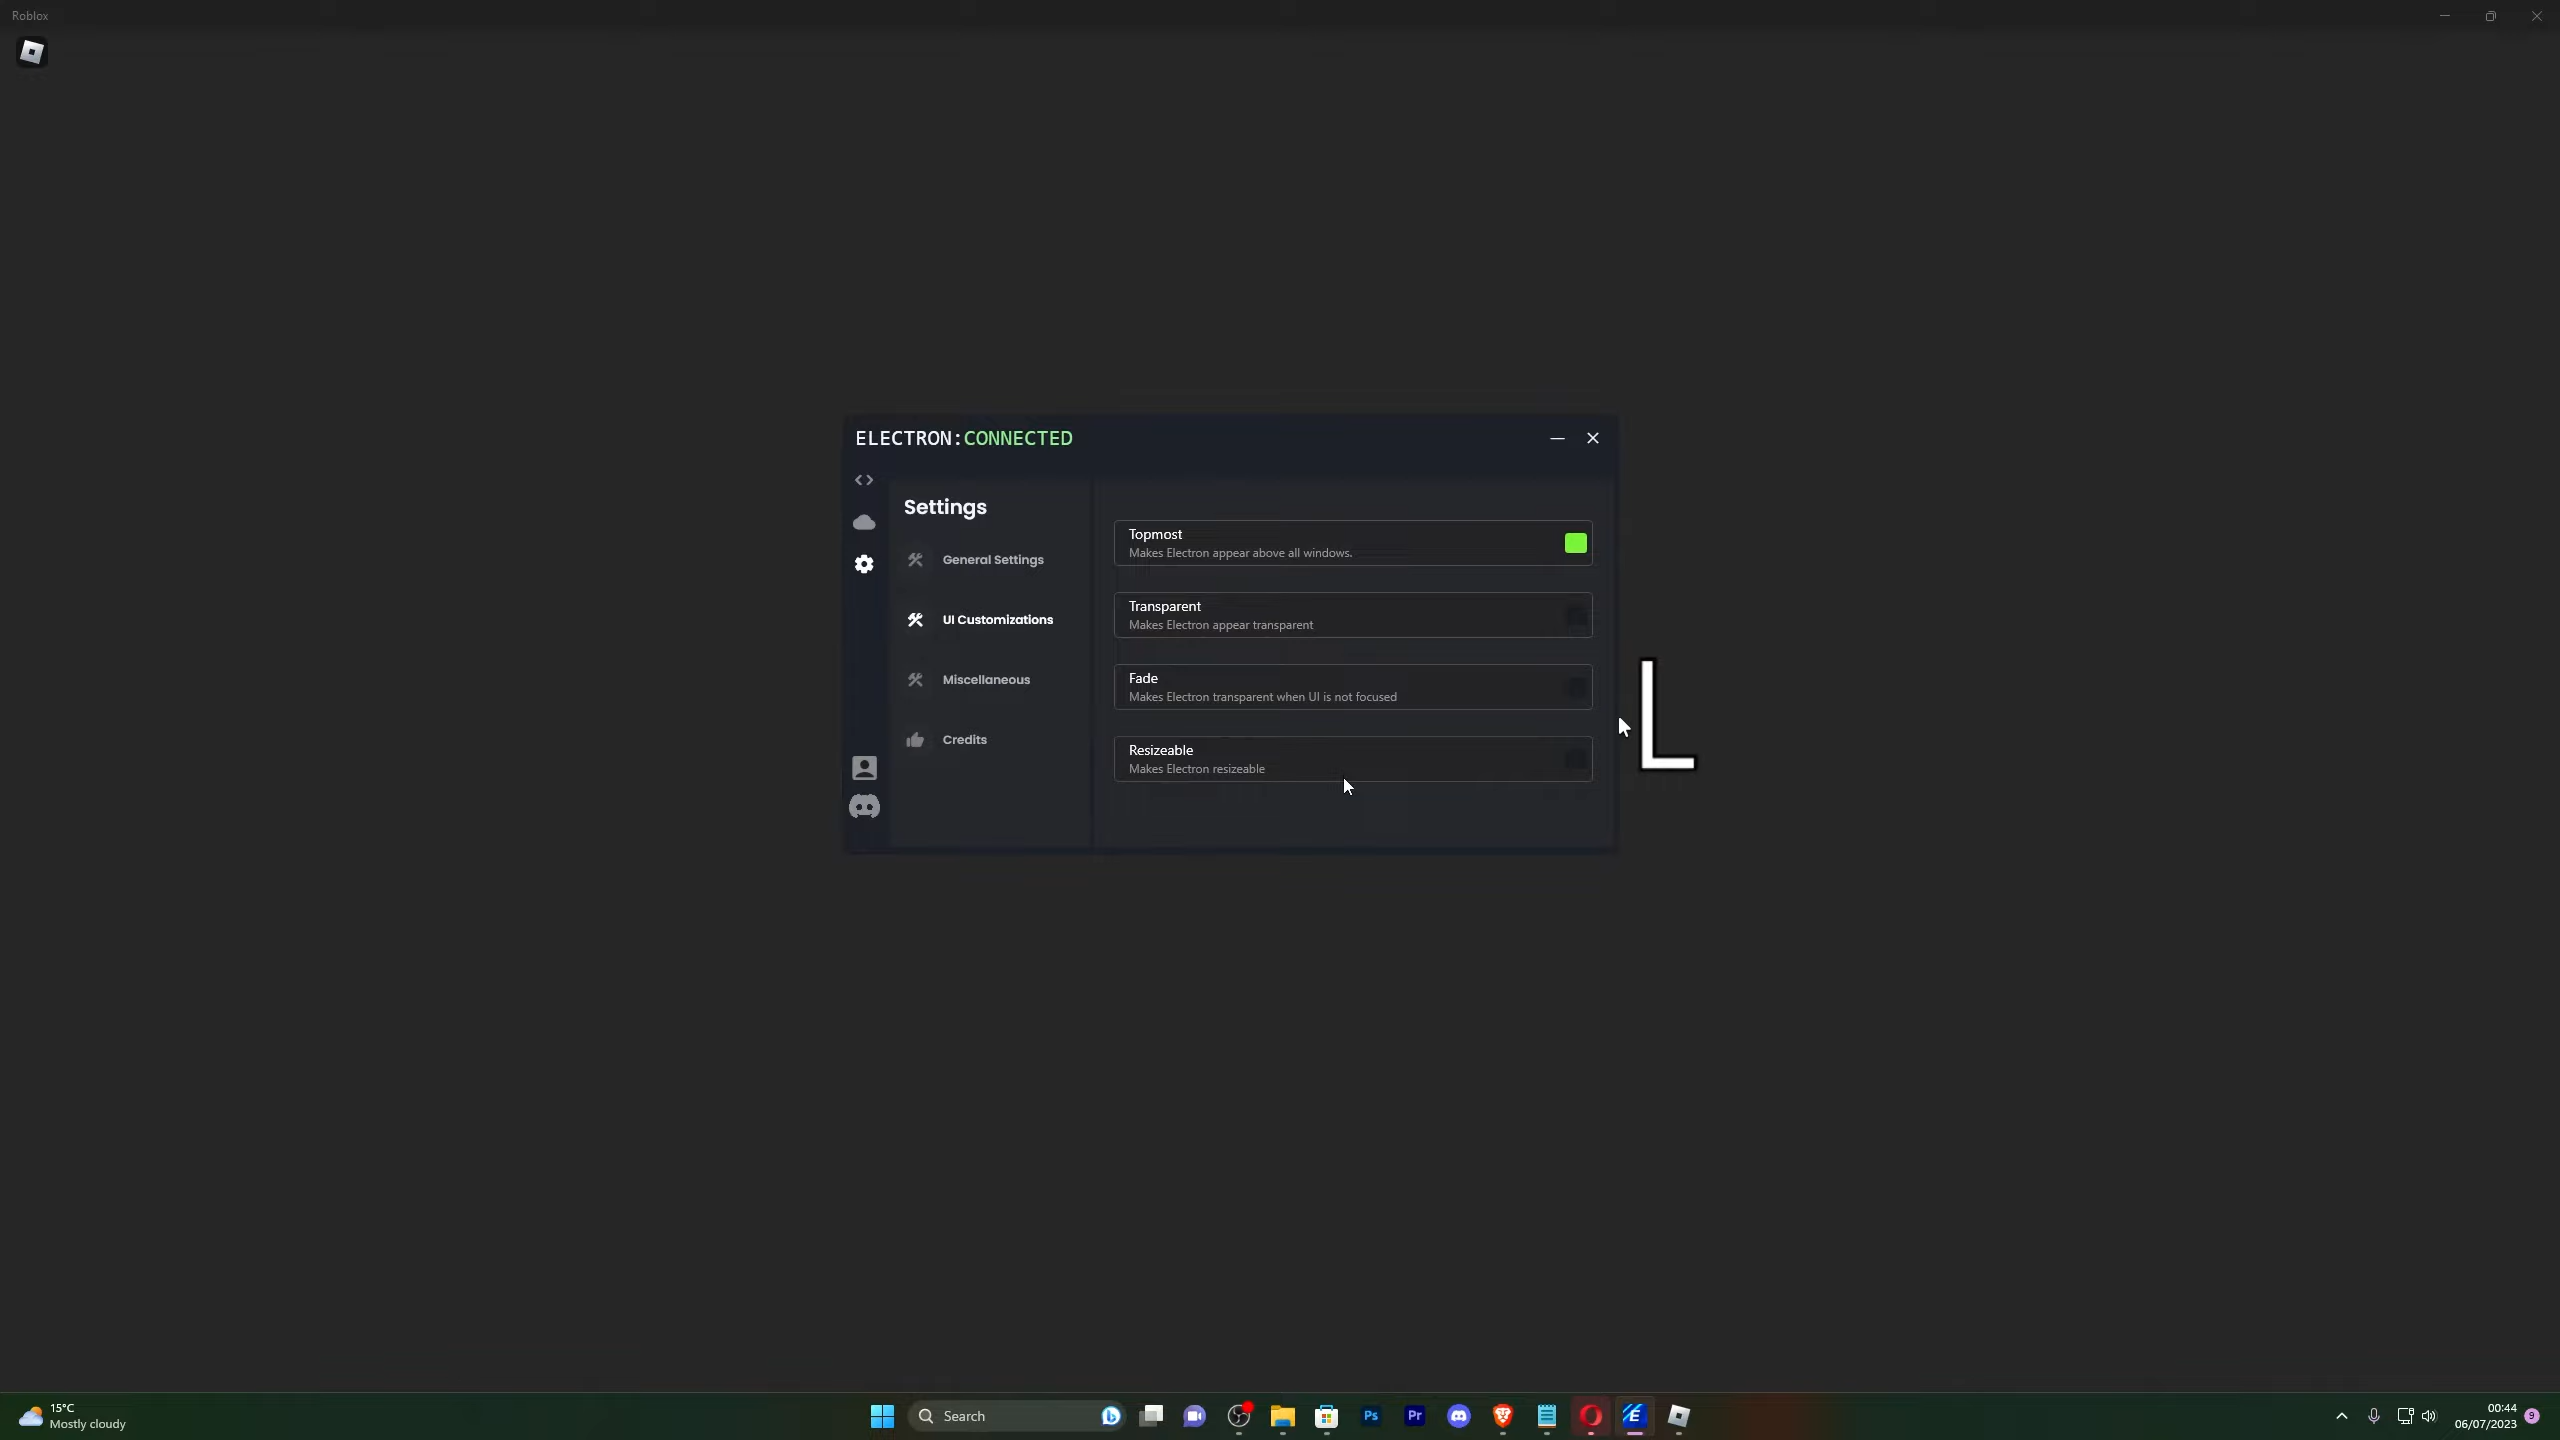 Roblox
ELECTRON:CONNECTED
Settings
General Settings
UI Customizations
Miscellaneous
Credits
Topmost
Makes Electron appear above all windows.
Transparent
Makes Electron appear transparent
Fade
Makes Electron transparent when UI is not focused
Resizeable
Makes Electron resizeable
L
15°C
Mostly cloudy
Search
Ps
Pr
E
00:44
06/07/2023
9